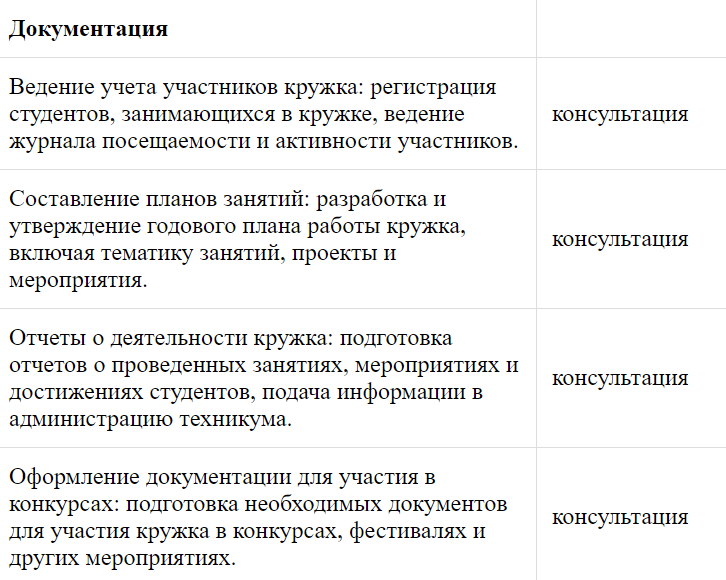 Документация
Ведение учета участников кружка: регистрация
студентов, занимающихся в кружке, ведение
консультация
журнала посещаемости и активности участников.
Составление планов занятий: разработка и
утверждение годового плана работы кружка,
консультация
включая тематику занятий, проекты и
мероприятия.
Отчеты о деятельности кружка: подготовка
отчетов о проведенных занятиях, мероприятиях и
консультация
достижениях студентов, подача информации в
администрацию техникума.
Оформление документации для участия в
конкурсах: подготовка необходимых документов
консультация
для участия кружка в конкурсах, фестивалях и
других мероприятиях.